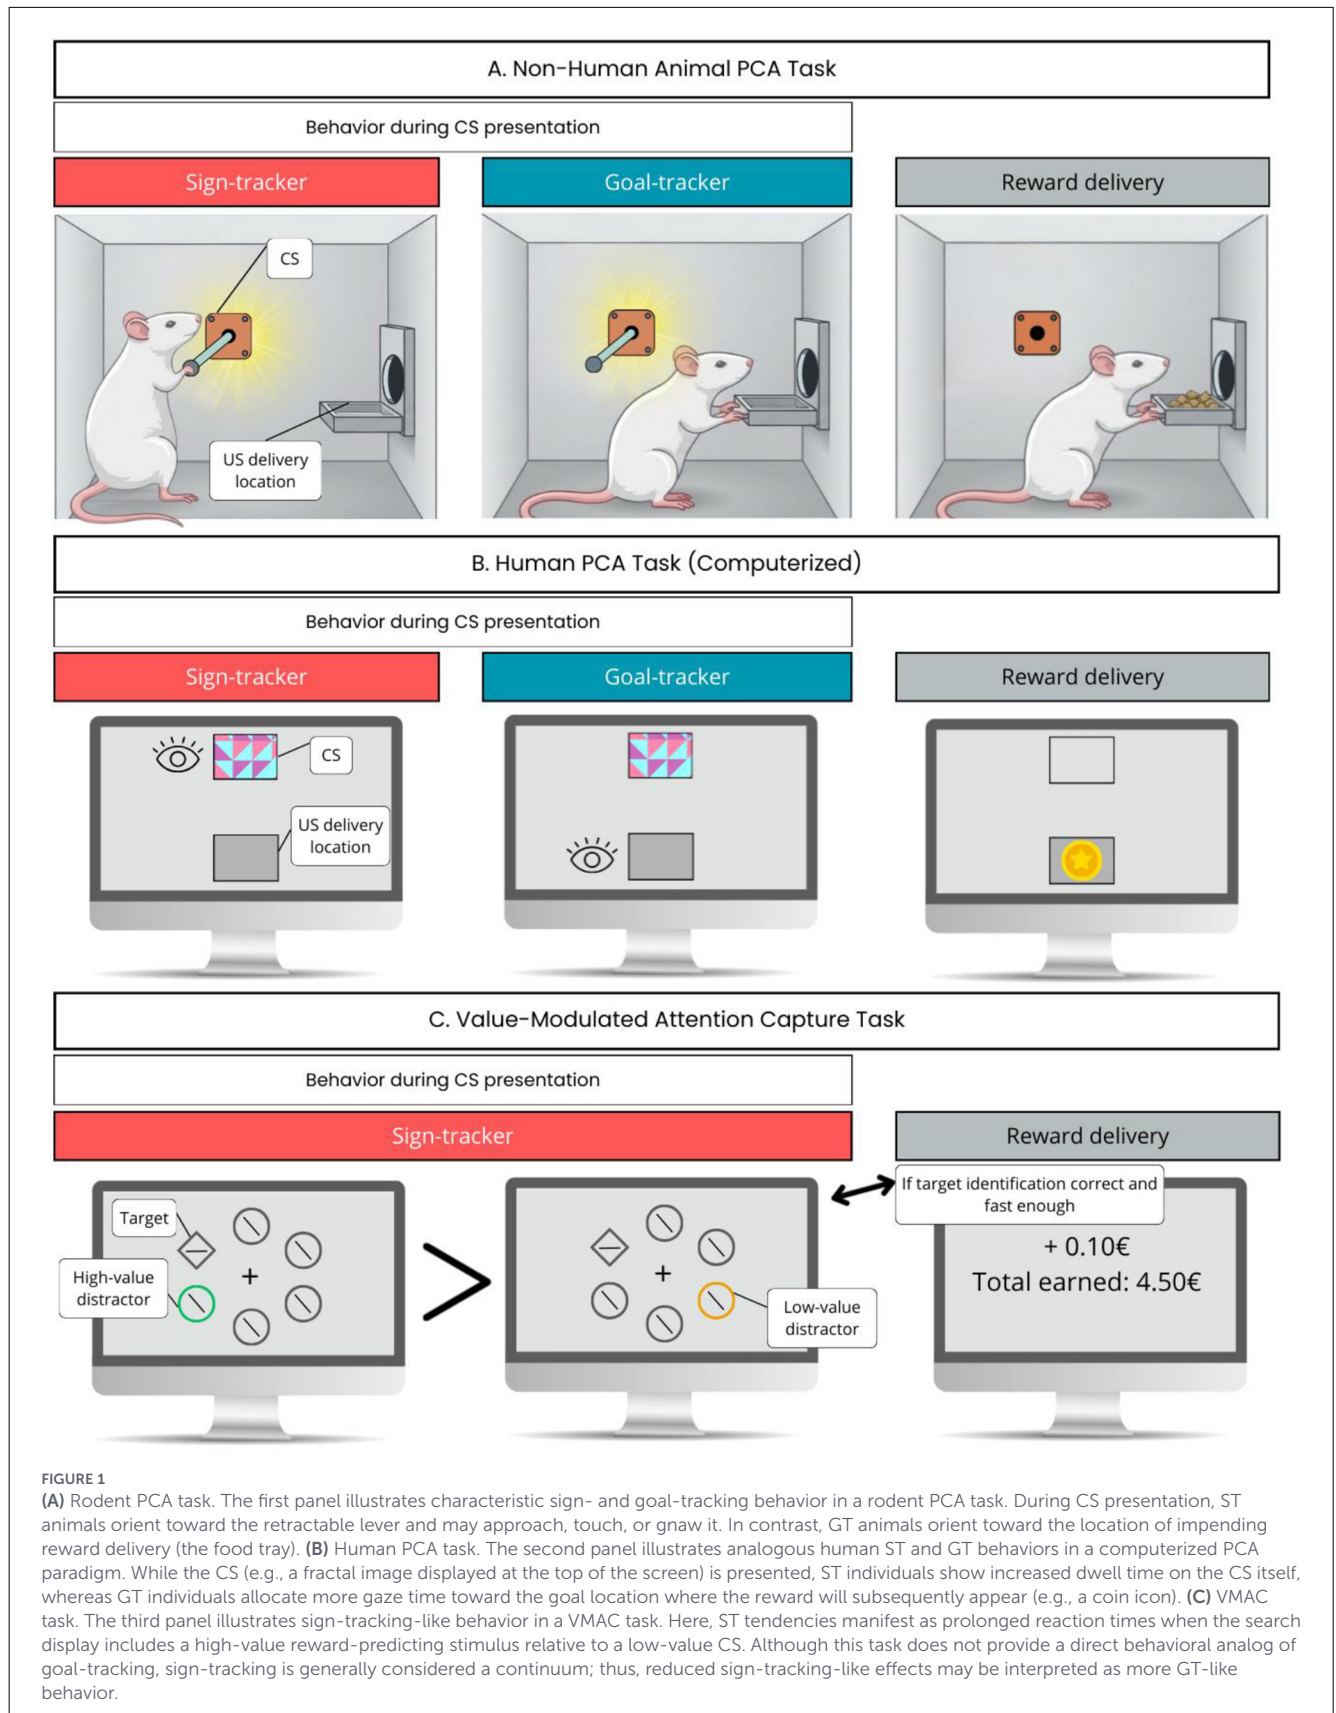 A. Non-Human Animal PCA Task
Behavior during CS presentation
Sign-tracker
Goal-tracker
Reward delivery
CS
US delivery
location
B. Human PCA Task (Computerized)
Behavior during CS presentation
Sign-tracker
Goal-tracker
Reward delivery
CS
US delivery
location
C. Value-Modulated Attention Capture Task
Behavior during CS presentation
Sign-tracker
Reward delivery
If target identification correct and
fast enough
Target
High-value
distractor
+
>
+
Low-value
distractor
+ 0.10€
Total earned: 4.50€
FIGURE 1
(A) Rodent PCA task. The first panel illustrates characteristic sign- and goal-tracking behavior in a rodent PCA task. During CS presentation, ST
animals orient toward the retractable lever and may approach, touch, or gnaw it. In contrast, GT animals orient toward the location of impending
reward delivery (the food tray). (B) Human PCA task. The second panel illustrates analogous human ST and GT behaviors in a computerized PCA
paradigm. While the CS (e.g., a fractal image displayed at the top of the screen) is presented, ST individuals show increased dwell time on the CS itself,
whereas GT individuals allocate more gaze time toward the goal location where the reward will subsequently appear (e.g., a coin icon). (C) VMAC
task. The third panel illustrates sign-tracking-like behavior in a VMAC task. Here, ST tendencies manifest as prolonged reaction times when the search
display includes a high-value reward-predicting stimulus relative to a low-value CS. Although this task does not provide a direct behavioral analog of
goal-tracking, sign-tracking is generally considered a continuum; thus, reduced sign-tracking-like effects may be interpreted as more GT-like
behavior.